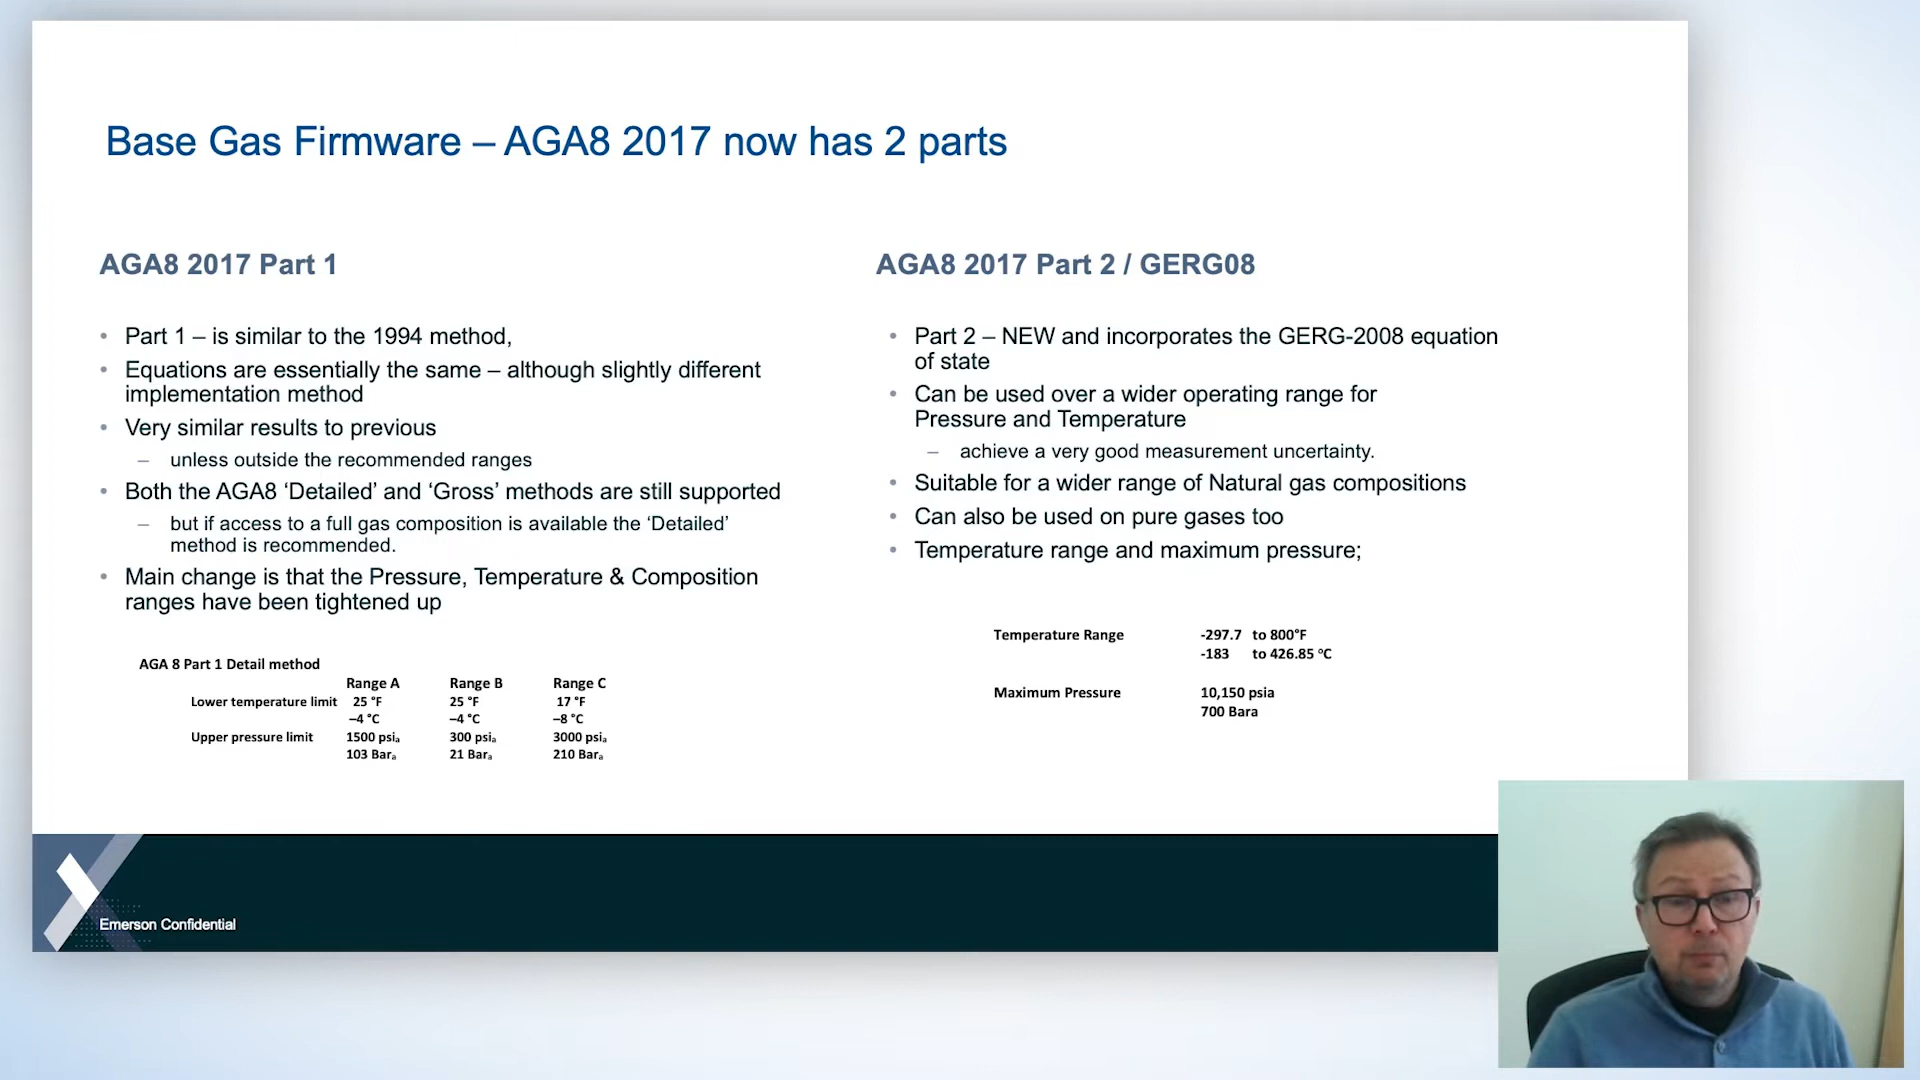 Base Gas Firmware – AGA8 2017 now has 2 parts
AGA8 2017 Part 1
• Part 1 – is similar to the 1994 method,
• Equations are essentially the same – although slightly different
implementation method
• Very similar results to previous
– unless outside the recommended ranges
• Both the AGA8 ‘Detailed’ and ‘Gross’ methods are still supported
– but if access to a full gas composition is available the ‘Detailed’
method is recommended.
• Main change is that the Pressure, Temperature & Composition
ranges have been tightened up
AGA 8 Part 1 Detail method
Range A Range B Range C
Lower temperature limit 25 °F 25 °F 17 °F
–4 °C –4 °C –8 °C
Upper pressure limit 1500 psiₐ 300 psiₐ 3000 psiₐ
103 Barₐ 21 Barₐ 210 Barₐ
AGA8 2017 Part 2 / GERG08
• Part 2 – NEW and incorporates the GERG-2008 equation
of state
• Can be used over a wider operating range for
Pressure and Temperature
– achieve a very good measurement uncertainty.
• Suitable for a wider range of Natural gas compositions
• Can also be used on pure gases too
• Temperature range and maximum pressure;
Temperature Range -297.7 to 800°F
-183 to 426.85 °C
Maximum Pressure 10,150 psia
700 Bara
Emerson Confidential